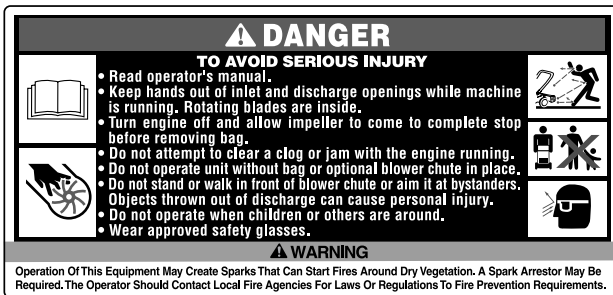 ⚠ DANGER
TO AVOID SERIOUS INJURY
• Read operator's manual.
• Keep hands out of inlet and discharge openings while machine
is running. Rotating blades are inside.
• Turn engine off and allow impeller to come to complete stop
before removing bag.
• Do not attempt to clear a clog or jam with the engine running.
• Do not operate unit without bag or optional blower chute in place.
• Do not stand or walk in front of blower chute or aim it at bystanders.
Objects thrown out of discharge can cause personal injury.
• Do not operate when children or others are around.
• Wear approved safety glasses.
⚠ WARNING
Operation Of This Equipment May Create Sparks That Can Start Fires Around Dry Vegetation. A Spark Arrestor May Be
Required. The Operator Should Contact Local Fire Agencies For Laws Or Regulations To Fire Prevention Requirements.